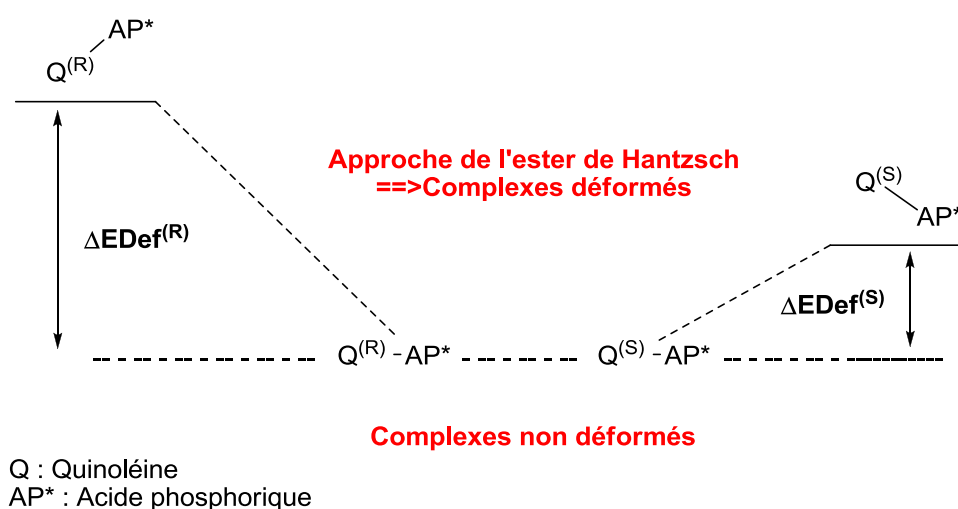 AP*
Q(R)
Approche de l'ester de Hantzsch
==>Complexes déformés
Q(S)
AP*
ΔEDef(R)
ΔEDef(S)
Q(R) -AP*
Q(S) -AP*
Complexes non déformés
Q : Quinoléine
AP* : Acide phosphorique